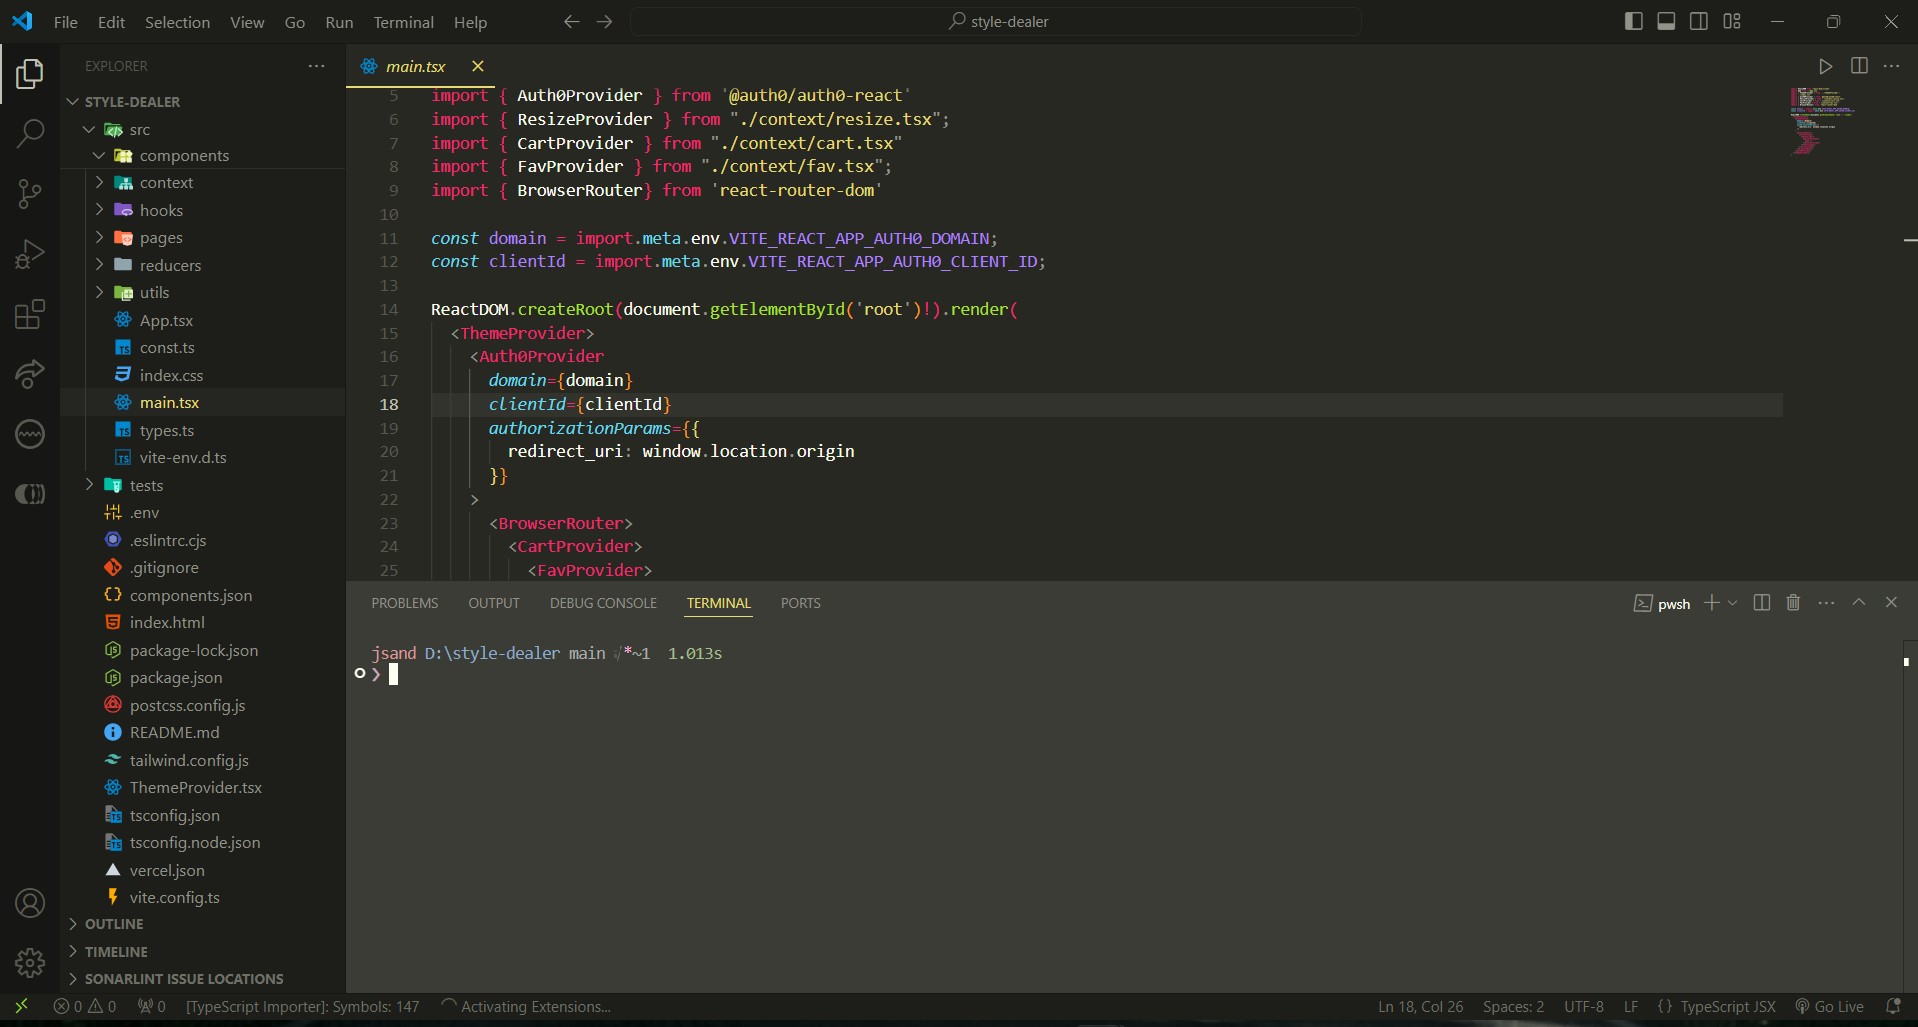 File Edit Selection View Go Run Terminal Help
style-dealer
EXPLORER
STYLE-DEALER
src
components
context
hooks
pages
reducers
utils
App.tsx
const.ts
index.css
main.tsx
types.ts
vite-env.d.ts
tests
.env
.eslintrc.cjs
.gitignore
components.json
index.html
package-lock.json
package.json
postcss.config.js
README.md
tailwind.config.js
ThemeProvider.tsx
tsconfig.json
tsconfig.node.json
vercel.json
vite.config.ts
OUTLINE
TIMELINE
SONARLINT ISSUE LOCATIONS
main.tsx
5 import { Auth0Provider } from '@auth0/auth0-react'
6 import { ResizeProvider } from "./context/resize.tsx";
7 import { CartProvider } from "./context/cart.tsx"
8 import { FavProvider } from "./context/fav.tsx";
9 import { BrowserRouter} from 'react-router-dom'
10
11 const domain = import.meta.env.VITE_REACT_APP_AUTH0_DOMAIN;
12 const clientId = import.meta.env.VITE_REACT_APP_AUTH0_CLIENT_ID;
13
14 ReactDOM.createRoot(document.getElementById('root')!).render(
15 <ThemeProvider>
16 <Auth0Provider
17 domain={domain}
18 clientId={clientId}
19 authorizationParams={{
20 redirect_uri: window.location.origin
21 }}
22 >
23 <BrowserRouter>
24 <CartProvider>
25 <FavProvider>
PROBLEMS OUTPUT DEBUG CONSOLE TERMINAL PORTS
pwsh
jsand D:\style-dealer main *~1 1.013s
❯
0 0 0 [TypeScript Importer]: Symbols: 147 Activating Extensions...
Ln 18, Col 26 Spaces: 2 UTF-8 LF {} TypeScript JSX Go Live